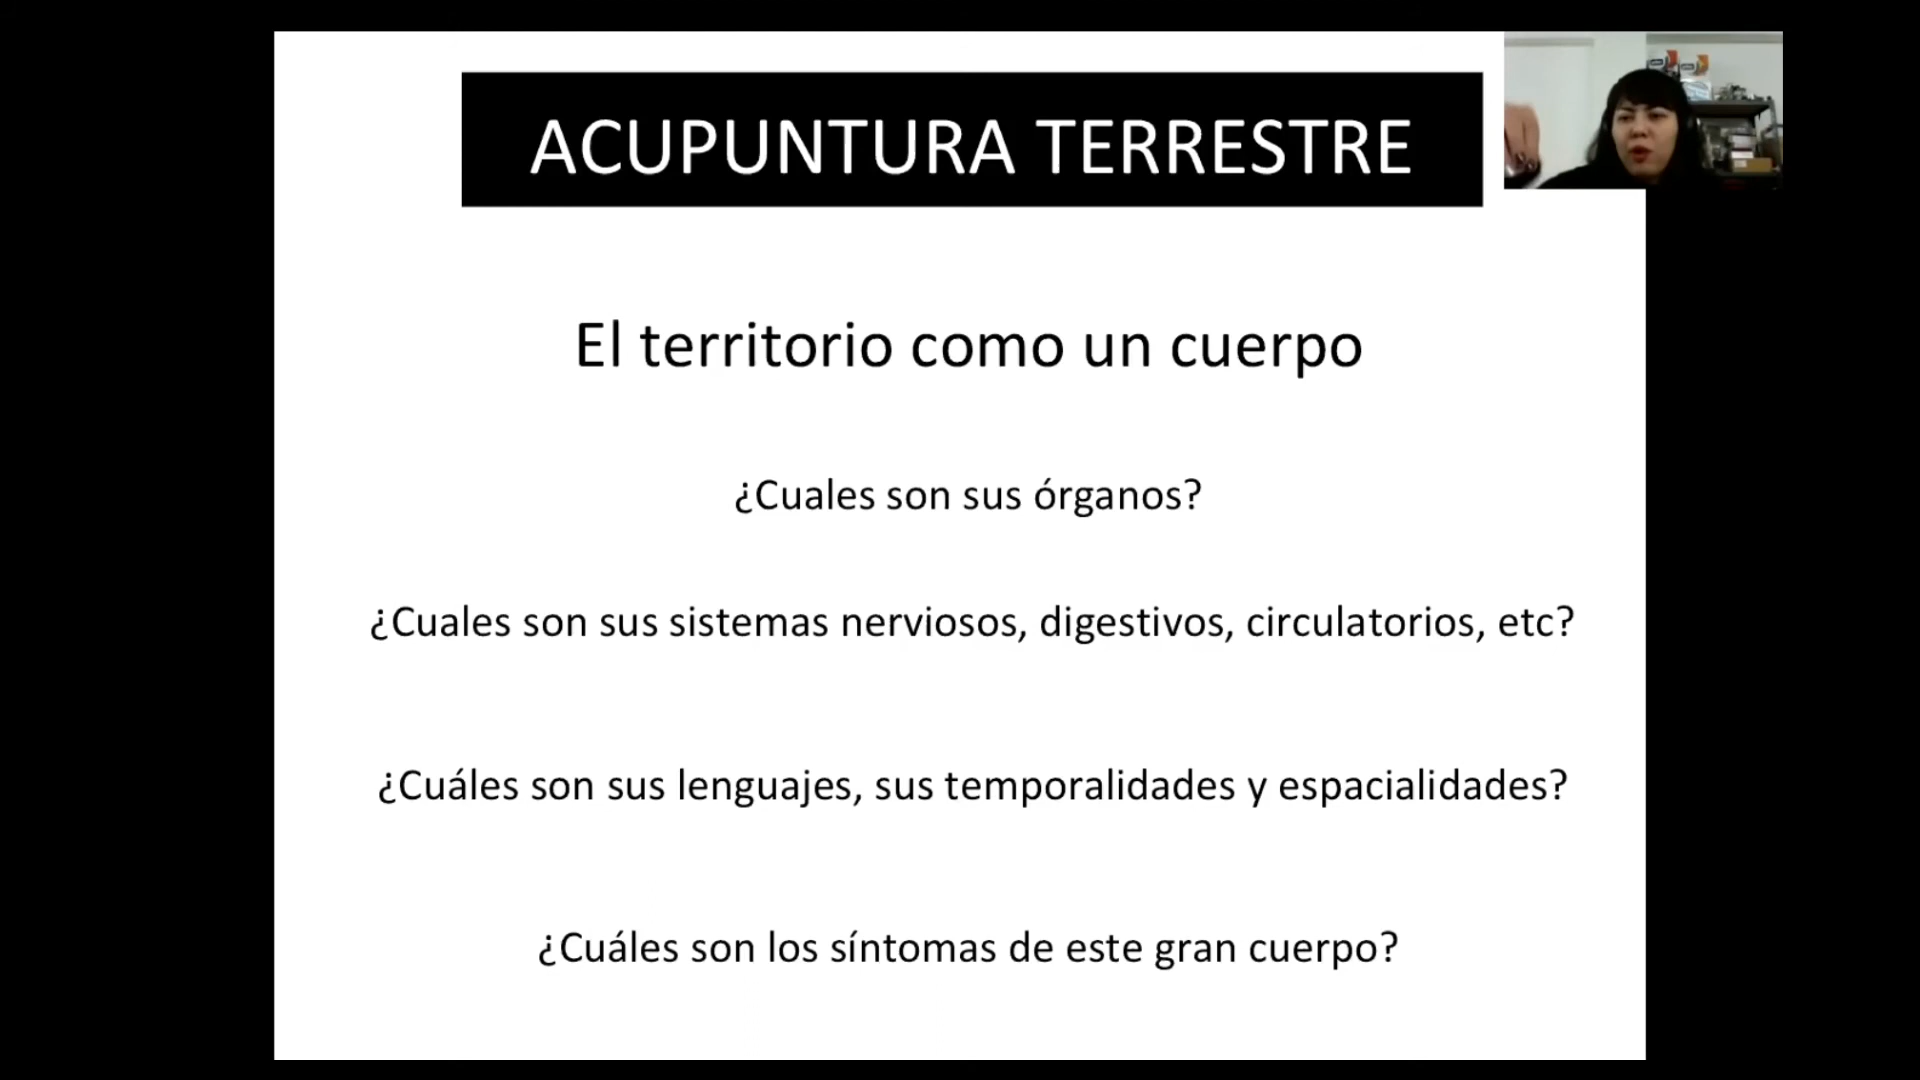 ACUPUNTURA TERRESTRE
El territorio como un cuerpo
¿Cuales son sus órganos?
¿Cuales son sus sistemas nerviosos, digestivos, circulatorios, etc?
¿Cuáles son sus lenguajes, sus temporalidades y espacialidades?
¿Cuáles son los síntomas de este gran cuerpo?